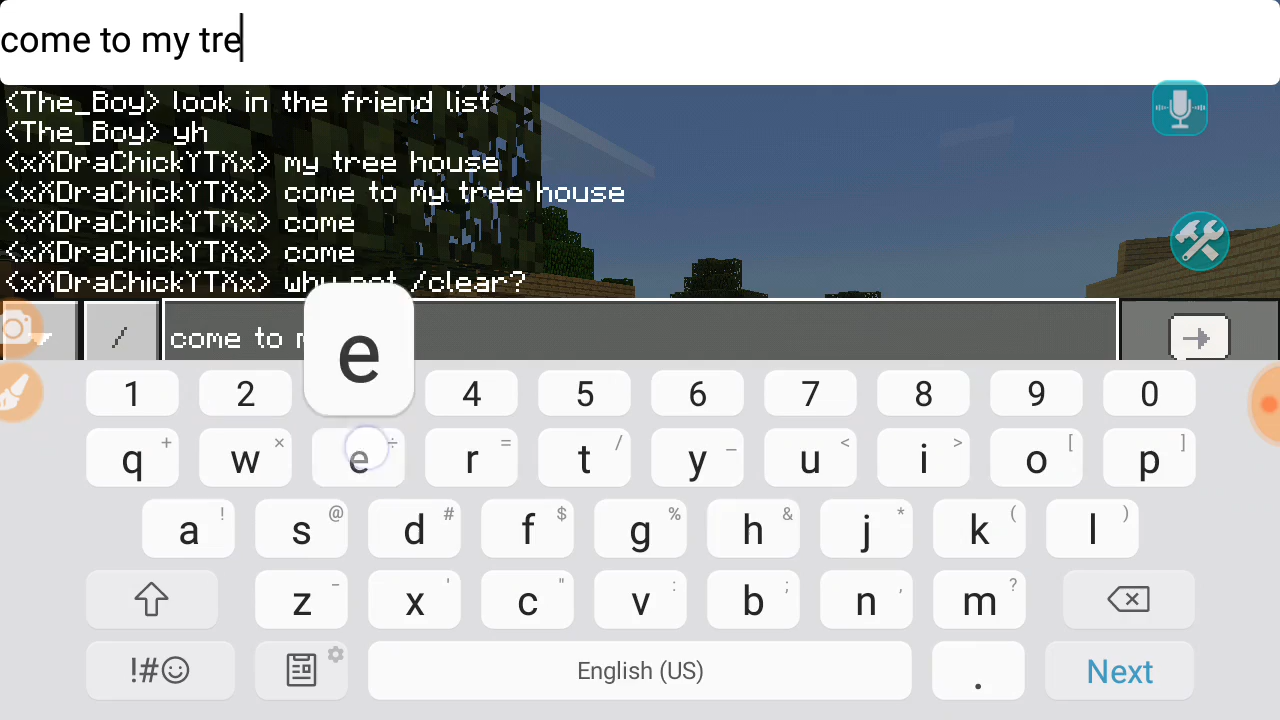 come to my tre
<The_Boy> look in the friend list
<The_Boy> yh
<xXDraChickYTXx> my tree house
<xXDraChickYTXx> come to my tree house
<xXDraChickYTXx> come
<xXDraChickYTXx> come
<xXDraChickYTXx> why not /clear?
/ come to m
e
1 2 4 5 6 7 8 9 0
q + w × e ÷ r = t / y _ u < i > o [ p ]
a ! s @ d # f $ g % h & j * k ( l )
z - x ' c " v : b ; n , m ?
!#☺ English (US) . Next